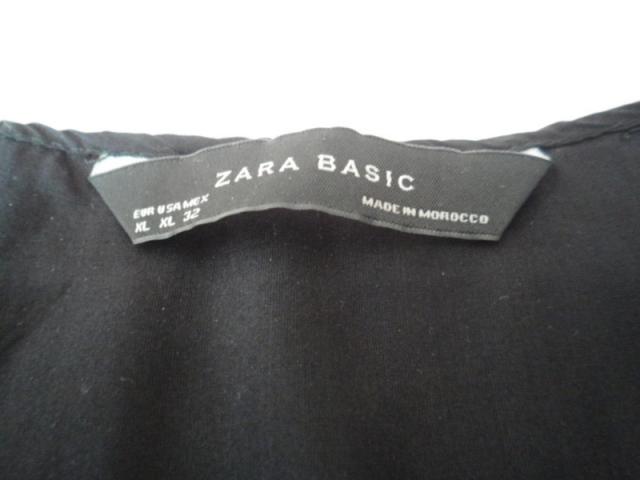 ZARA BASIC
EUR USA MEX
XL XL 32
MADE IN MOROCCO